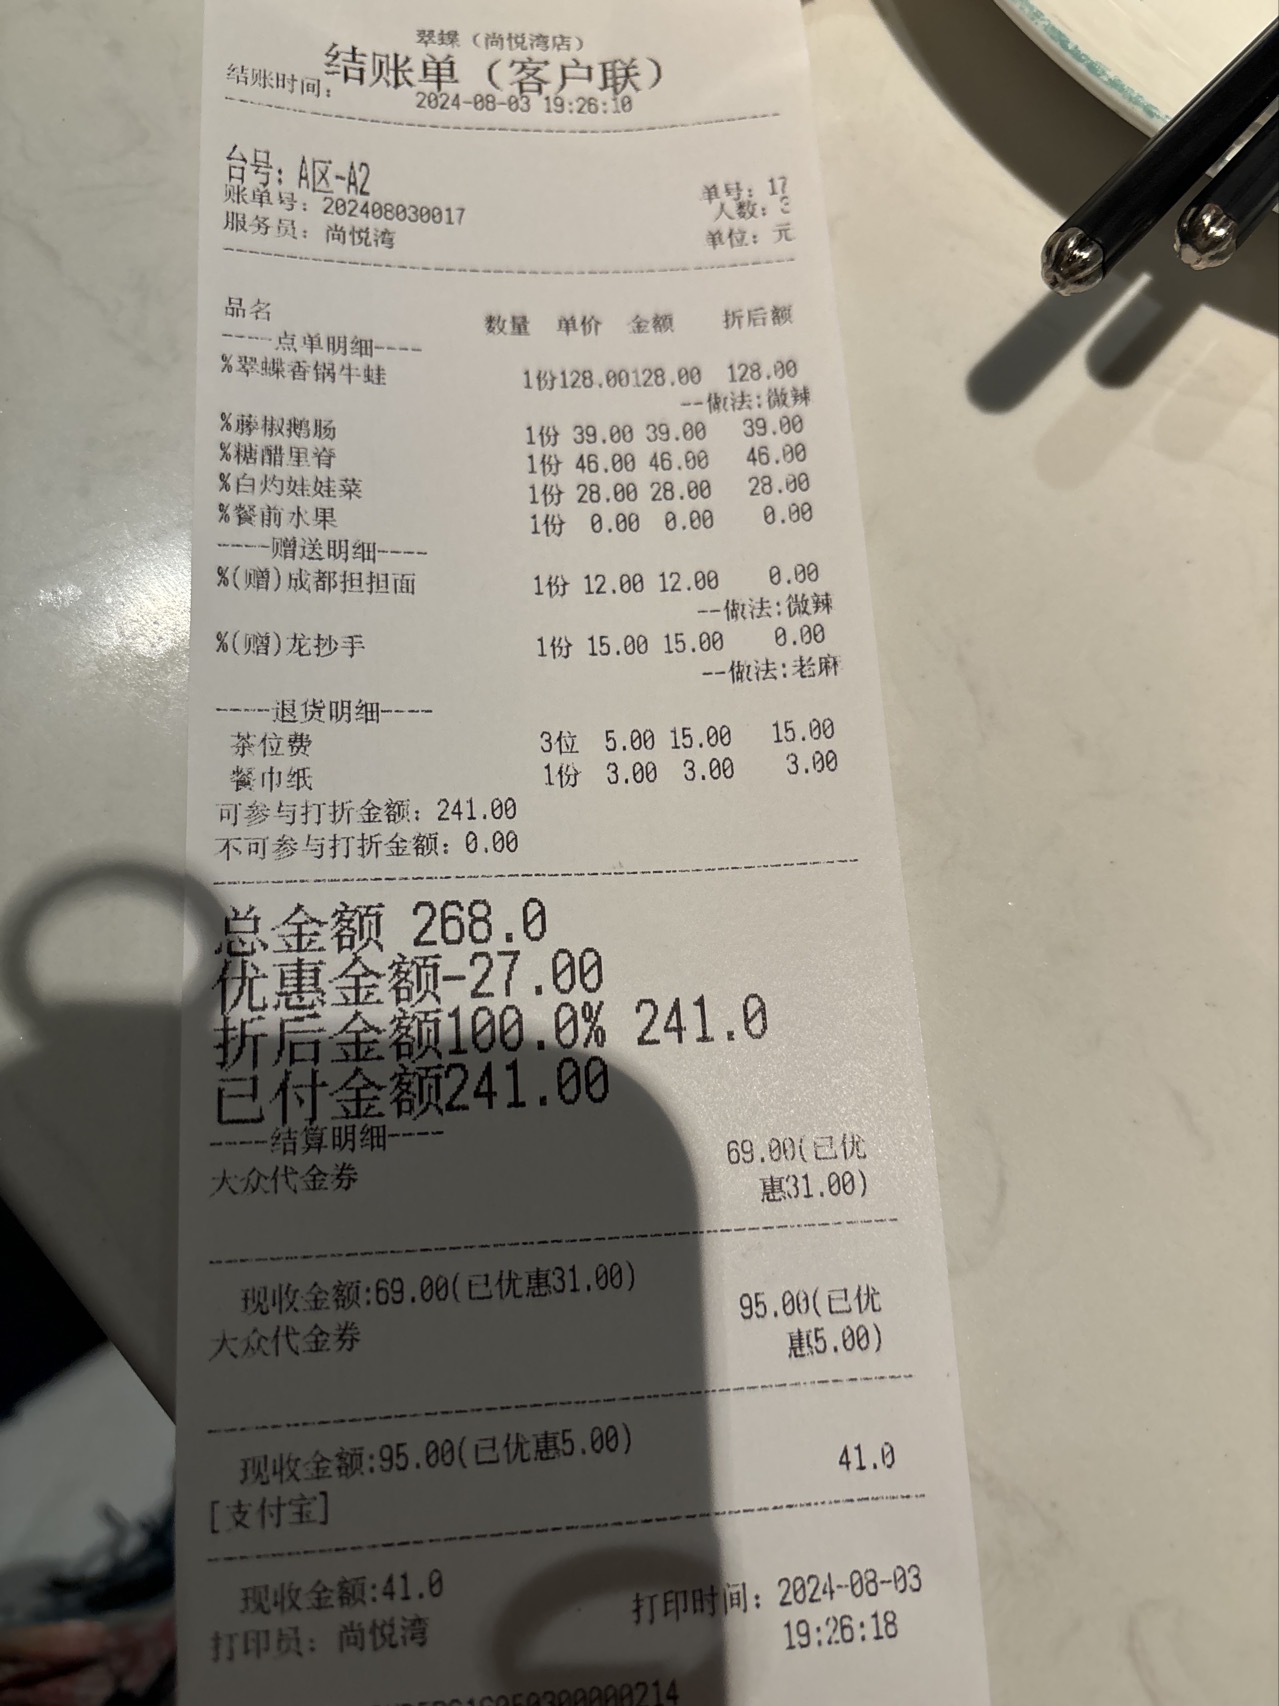 翠蝶（尚悦湾店）
结账单（客户联）
结账时间：
2024-08-03 19:26:10
台号：A区-A2
账单号：202408030017 单号：17
服务员：尚悦湾 人数：3
单位：元
品名 数量 单价 金额 折后额
----点单明细----
%翠蝶香锅牛蛙 1份128.00128.00 128.00
--做法:微辣
%藤椒鹅肠 1份 39.00 39.00 39.00
%糖醋里脊 1份 46.00 46.00 46.00
%白灼娃娃菜 1份 28.00 28.00 28.00
%餐前水果 1份 0.00 0.00 0.00
----赠送明细----
%(赠)成都担担面 1份 12.00 12.00 0.00
--做法:微辣
%(赠)龙抄手 1份 15.00 15.00 0.00
--做法:老麻
----退货明细----
茶位费 3位 5.00 15.00 15.00
餐巾纸 1份 3.00 3.00 3.00
可参与打折金额：241.00
不可参与打折金额：0.00
总金额 268.0
优惠金额-27.00
折后金额100.0% 241.0
已付金额241.00
----结算明细----
大众代金券 69.00(已优
惠31.00)
现收金额:69.00(已优惠31.00)
大众代金券 95.00(已优
惠5.00)
现收金额:95.00(已优惠5.00)
[支付宝] 41.0
现收金额:41.0
打印员：尚悦湾 打印时间：2024-08-03
19:26:18